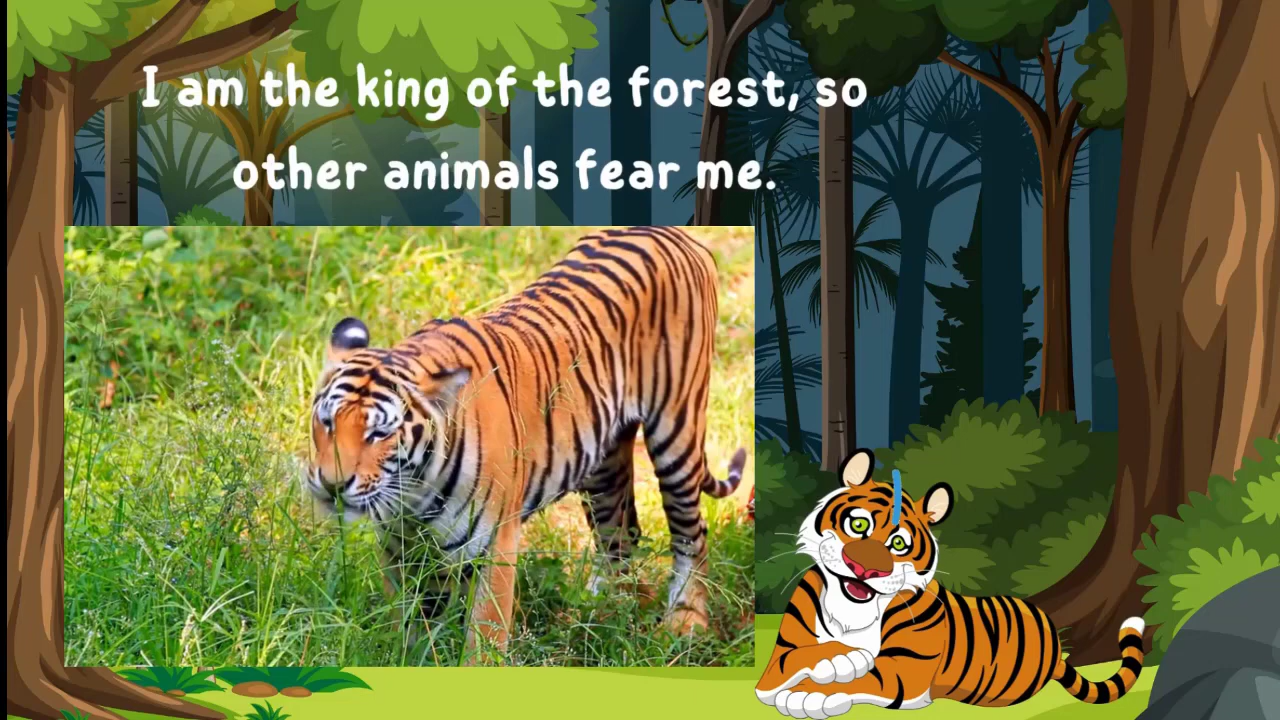 I am the king of the forest, so
other animals fear me.